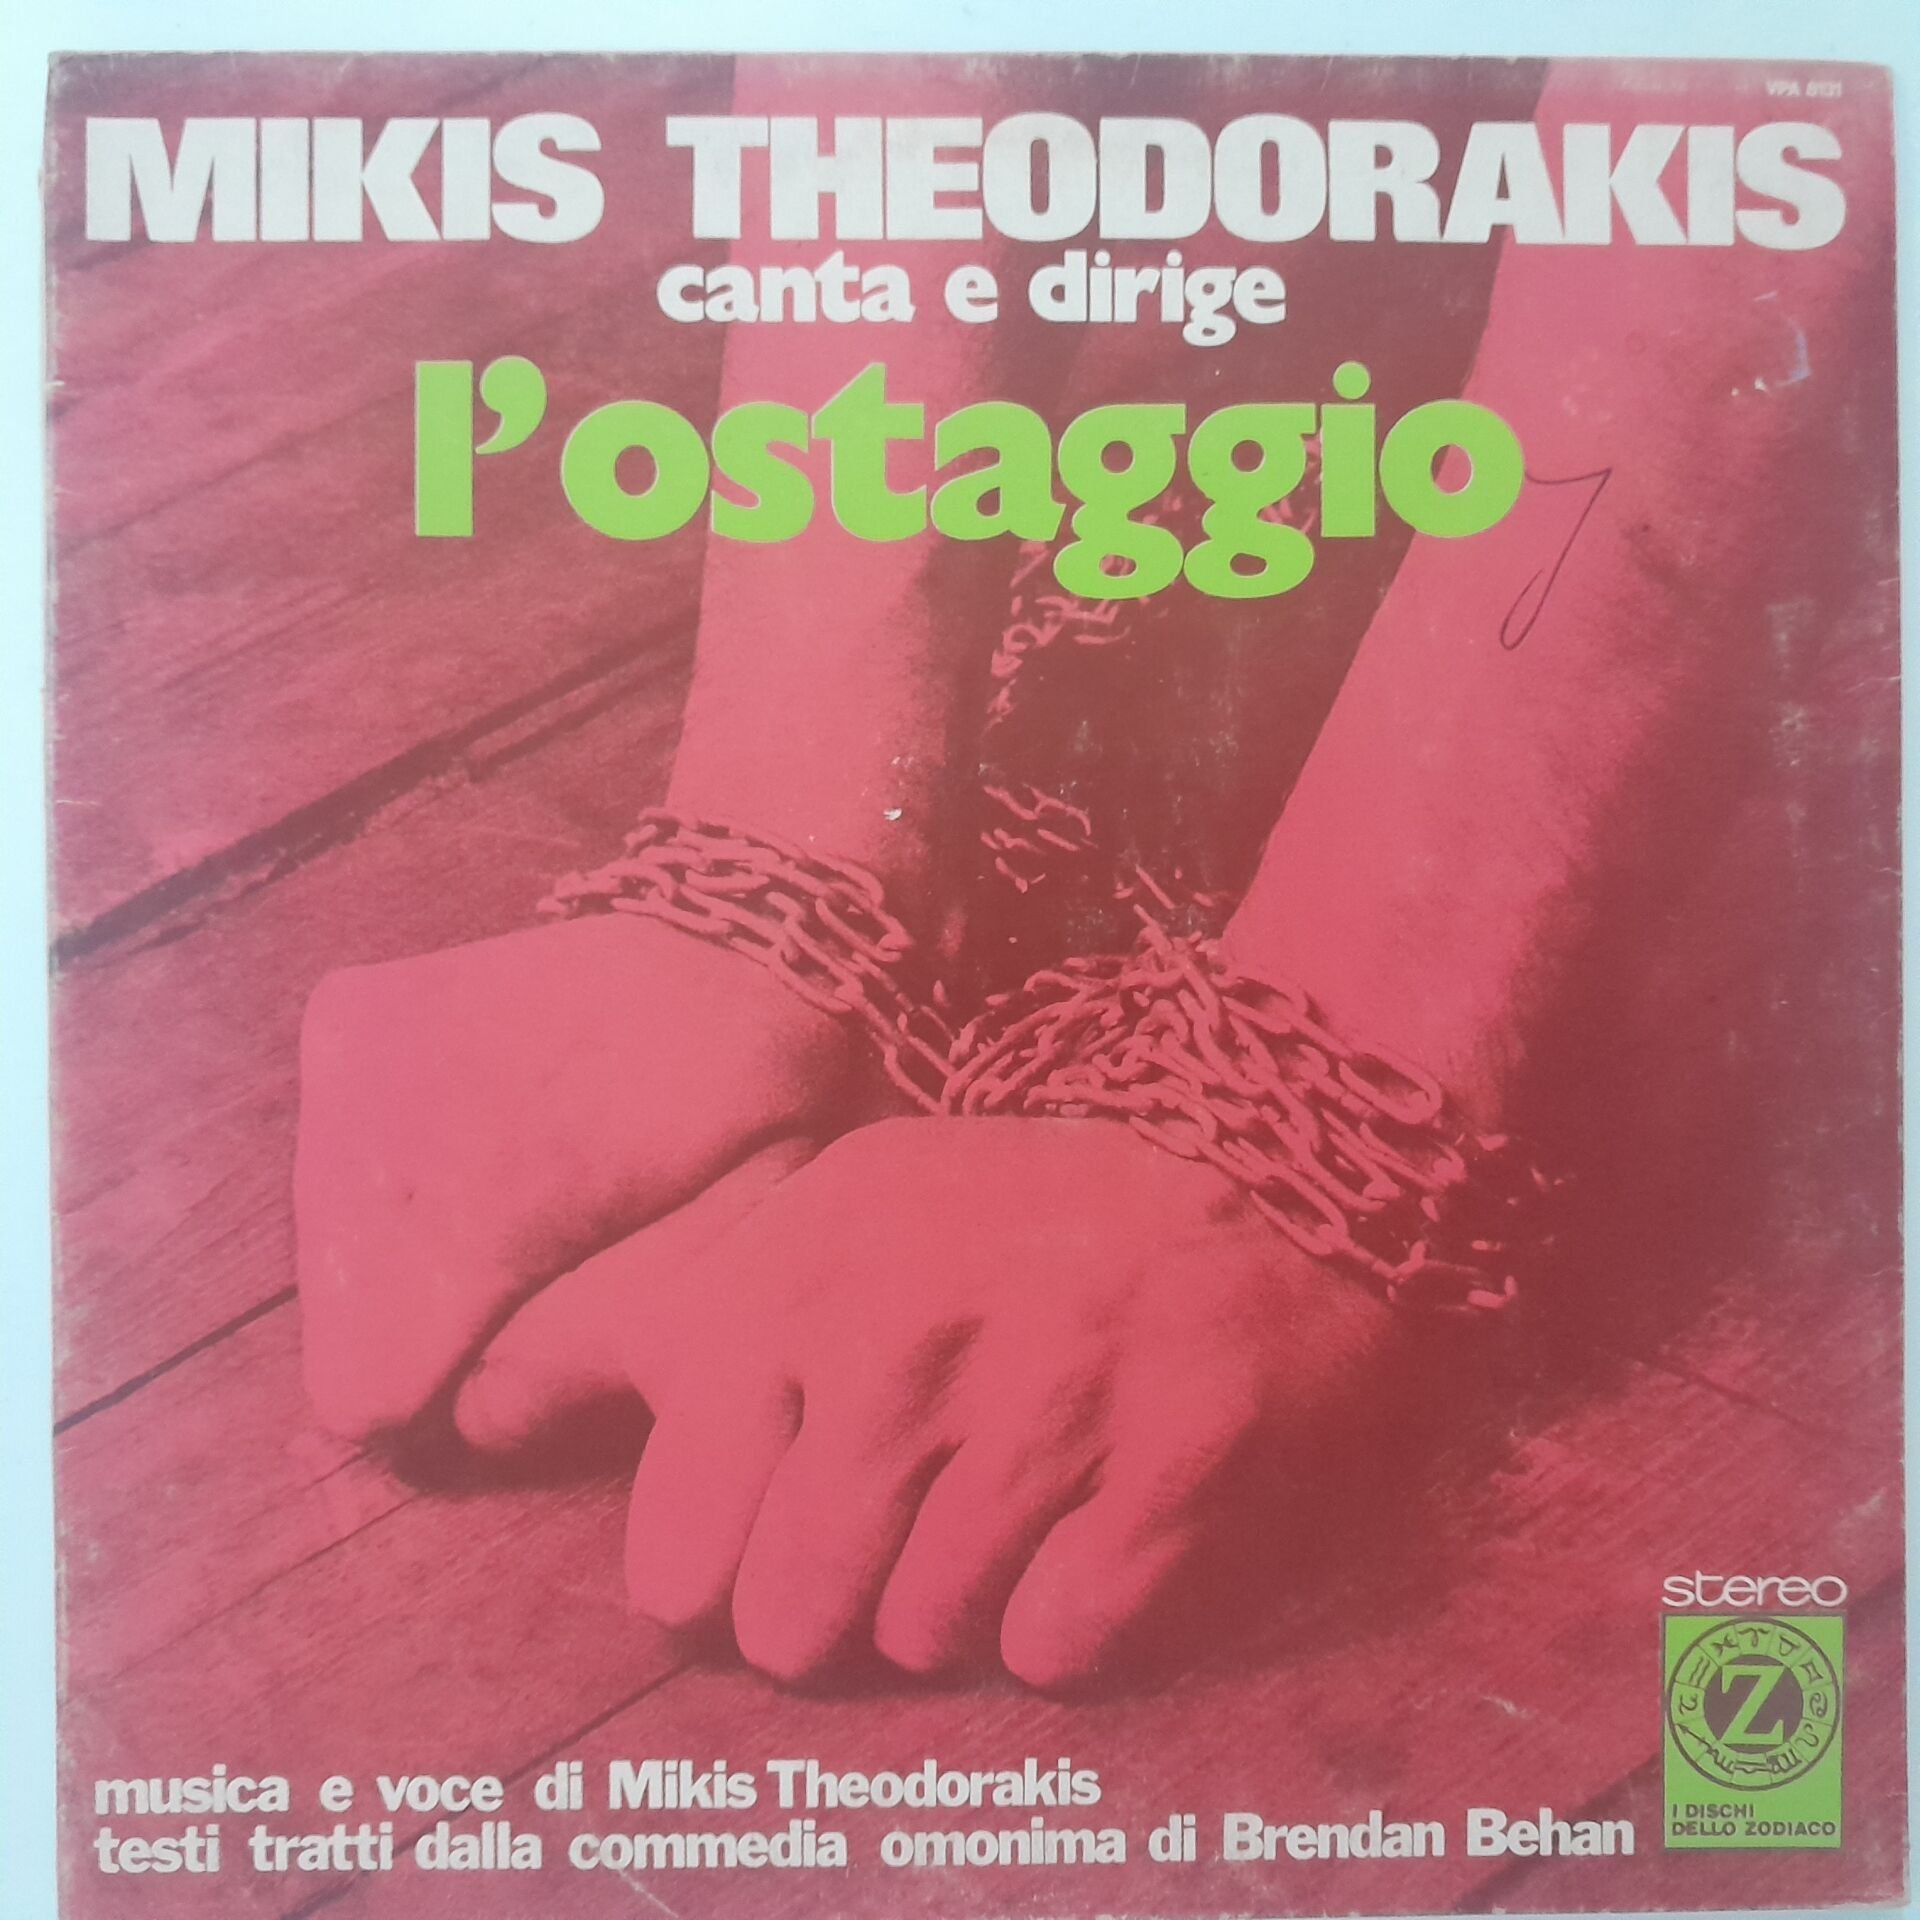 VPA 8131
MIKIS THEODORAKIS
canta e dirige
l'ostaggio
stereo
Z
I DISCHI
DELLO ZODIACO
musica e voce di Mikis Theodorakis
testi tratti dalla commedia omonima di Brendan Behan